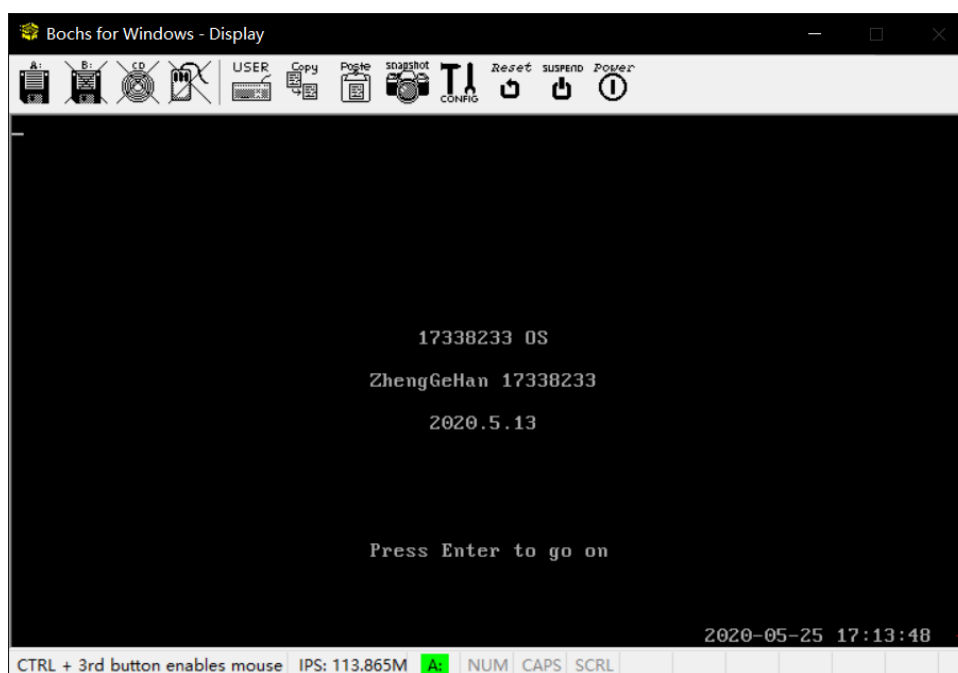 Bochs for Windows - Display
A: B: CD USER Copy Paste snapshot CONFIG Reset SUSPEND Power
17338233 OS
ZhengGeHan 17338233
2020.5.13
Press Enter to go on
2020-05-25 17:13:48
CTRL + 3rd button enables mouse IPS: 113.865M A: NUM CAPS SCRL